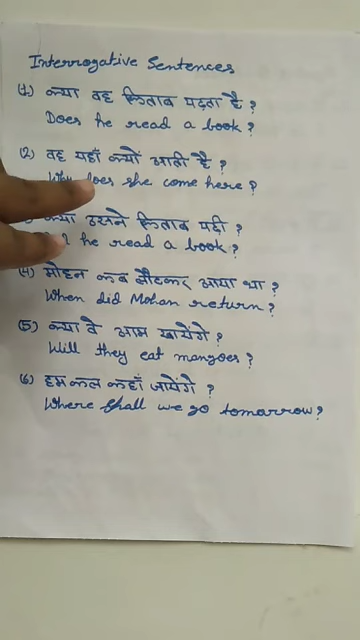 Interrogative Sentences
(1) क्या वह किताब पढ़ता है ?
Does he read a book ?
(2) वह यहाँ क्यों आती है ?
Why does she come here ?
क्या उसने किताब पढ़ी ?
he read a book ?
(4) मोहन कब लौटकर आया था ?
When did Mohan return ?
(5) क्या वे आम खायेंगे ?
Will they eat mangoes ?
(6) हम कल कहाँ जायेंगे ?
Where shall we go tomorrow ?